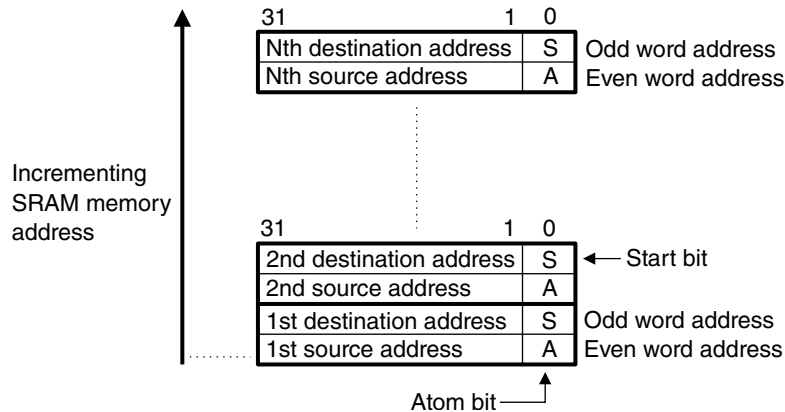 31 1 0
Nth destination address S Odd word address
Nth source address A Even word address
Incrementing
SRAM memory
address
31 1 0
2nd destination address S Start bit
2nd source address A
1st destination address S Odd word address
1st source address A Even word address
Atom bit